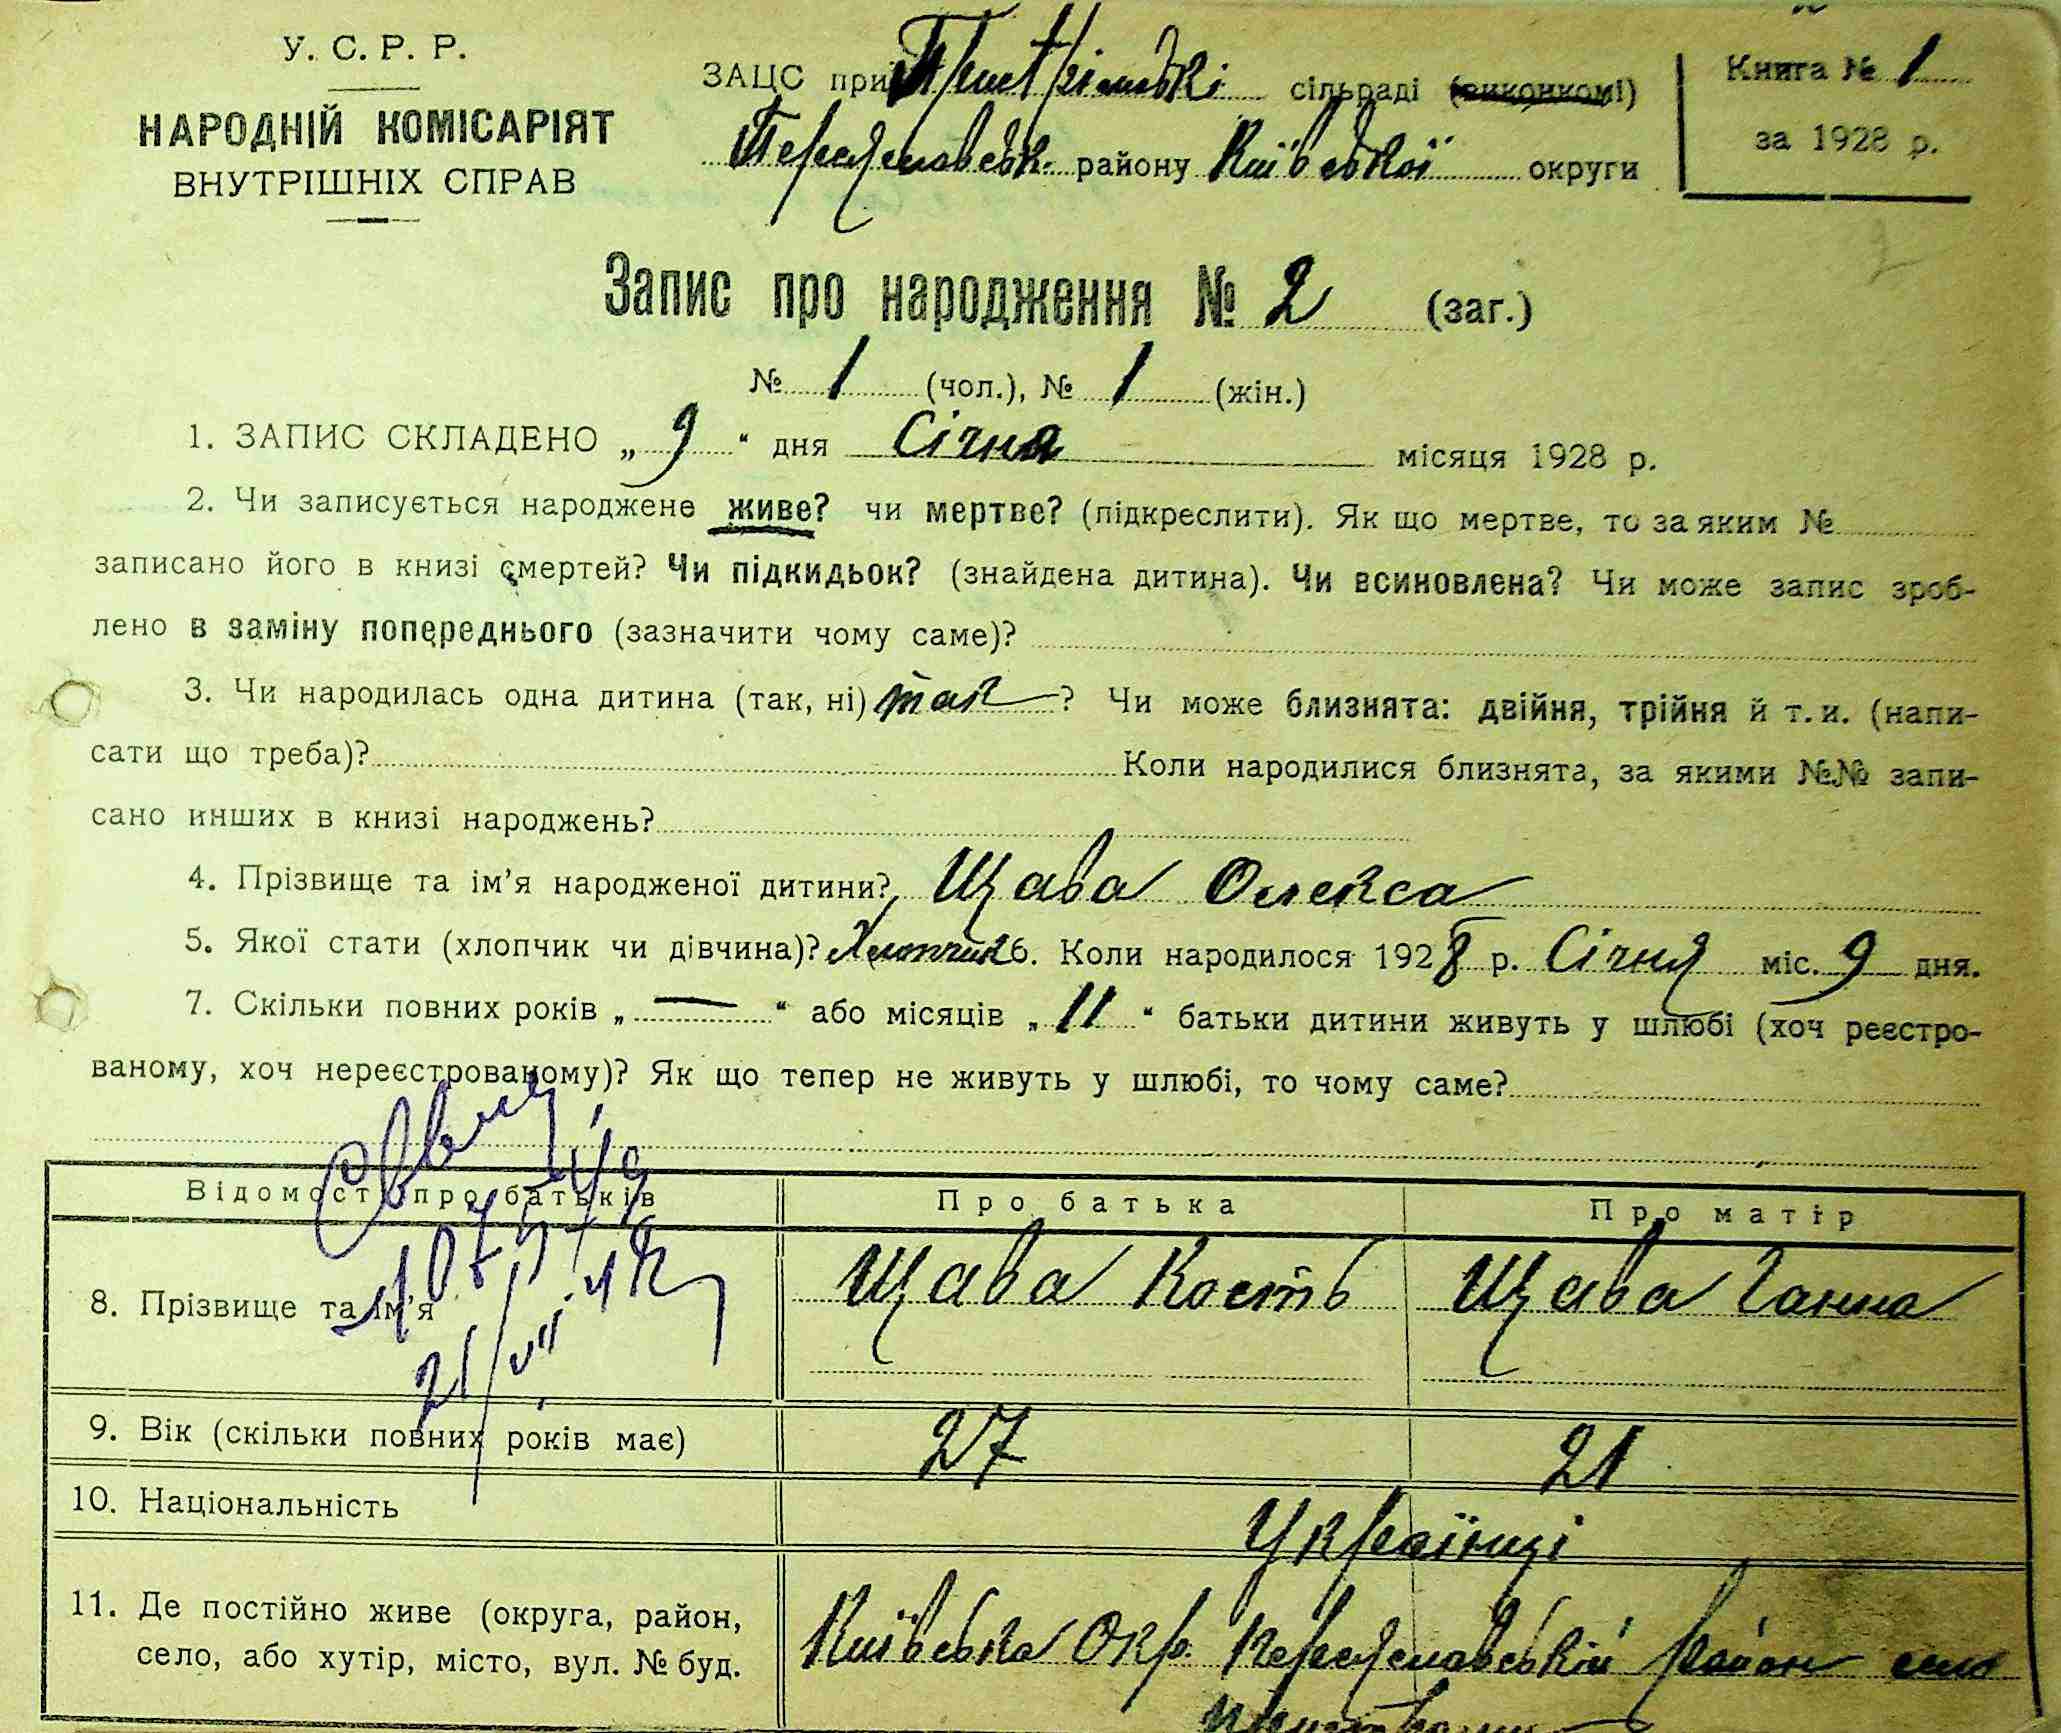 У. С. Р. Р.
НАРОДНІЙ КОМІСАРІЯТ
ВНУТРІШНІХ СПРАВ
ЗАЦС при сільраді (виконкомі)
Переяславськ. району Київської округи
Книга № 1
за 1928 р.
2
Запис про народження № 2 (заг.)
№ 1 (чол.), № 1 (жін.)
1. ЗАПИС СКЛАДЕНО „ 9 “ дня Січня місяця 1928 р.
2. Чи записується народжене живе? чи мертве? (підкреслити). Як що мертве, то за яким №
записано його в книзі смертей? Чи підкидьок? (знайдена дитина). Чи всиновлена? Чи може запис зроб-
лено в заміну попереднього (зазначити чому саме)?
3. Чи народилась одна дитина (так, ні) так ? Чи може близнята: двійня, трійня й т. и. (напи-
сати що треба)? Коли народилися близнята, за якими №№ запи-
сано инших в книзі народжень?
4. Прізвище та ім’я народженої дитини? Щава Олекса
5. Якої стати (хлопчик чи дівчина)? Хлопчик 6. Коли народилося 1928 р. Січня міс. 9 дня.
7. Скільки повних років „ — “ або місяців „ 11 “ батьки дитини живуть у шлюбі (хоч реєстро-
ваному, хоч нереєстрованому)? Як що тепер не живуть у шлюбі, то чому саме?
Відомості про батьків Про батька Про матір
8. Прізвище та ім’я Щава Кость Щава Ганна
21/VII
9. Вік (скільки повних років має) 27 21
10. Національність Українці
11. Де постійно живе (округа, район, Київська Окр. Переяславській район село
село, або хутір, місто, вул. № буд.